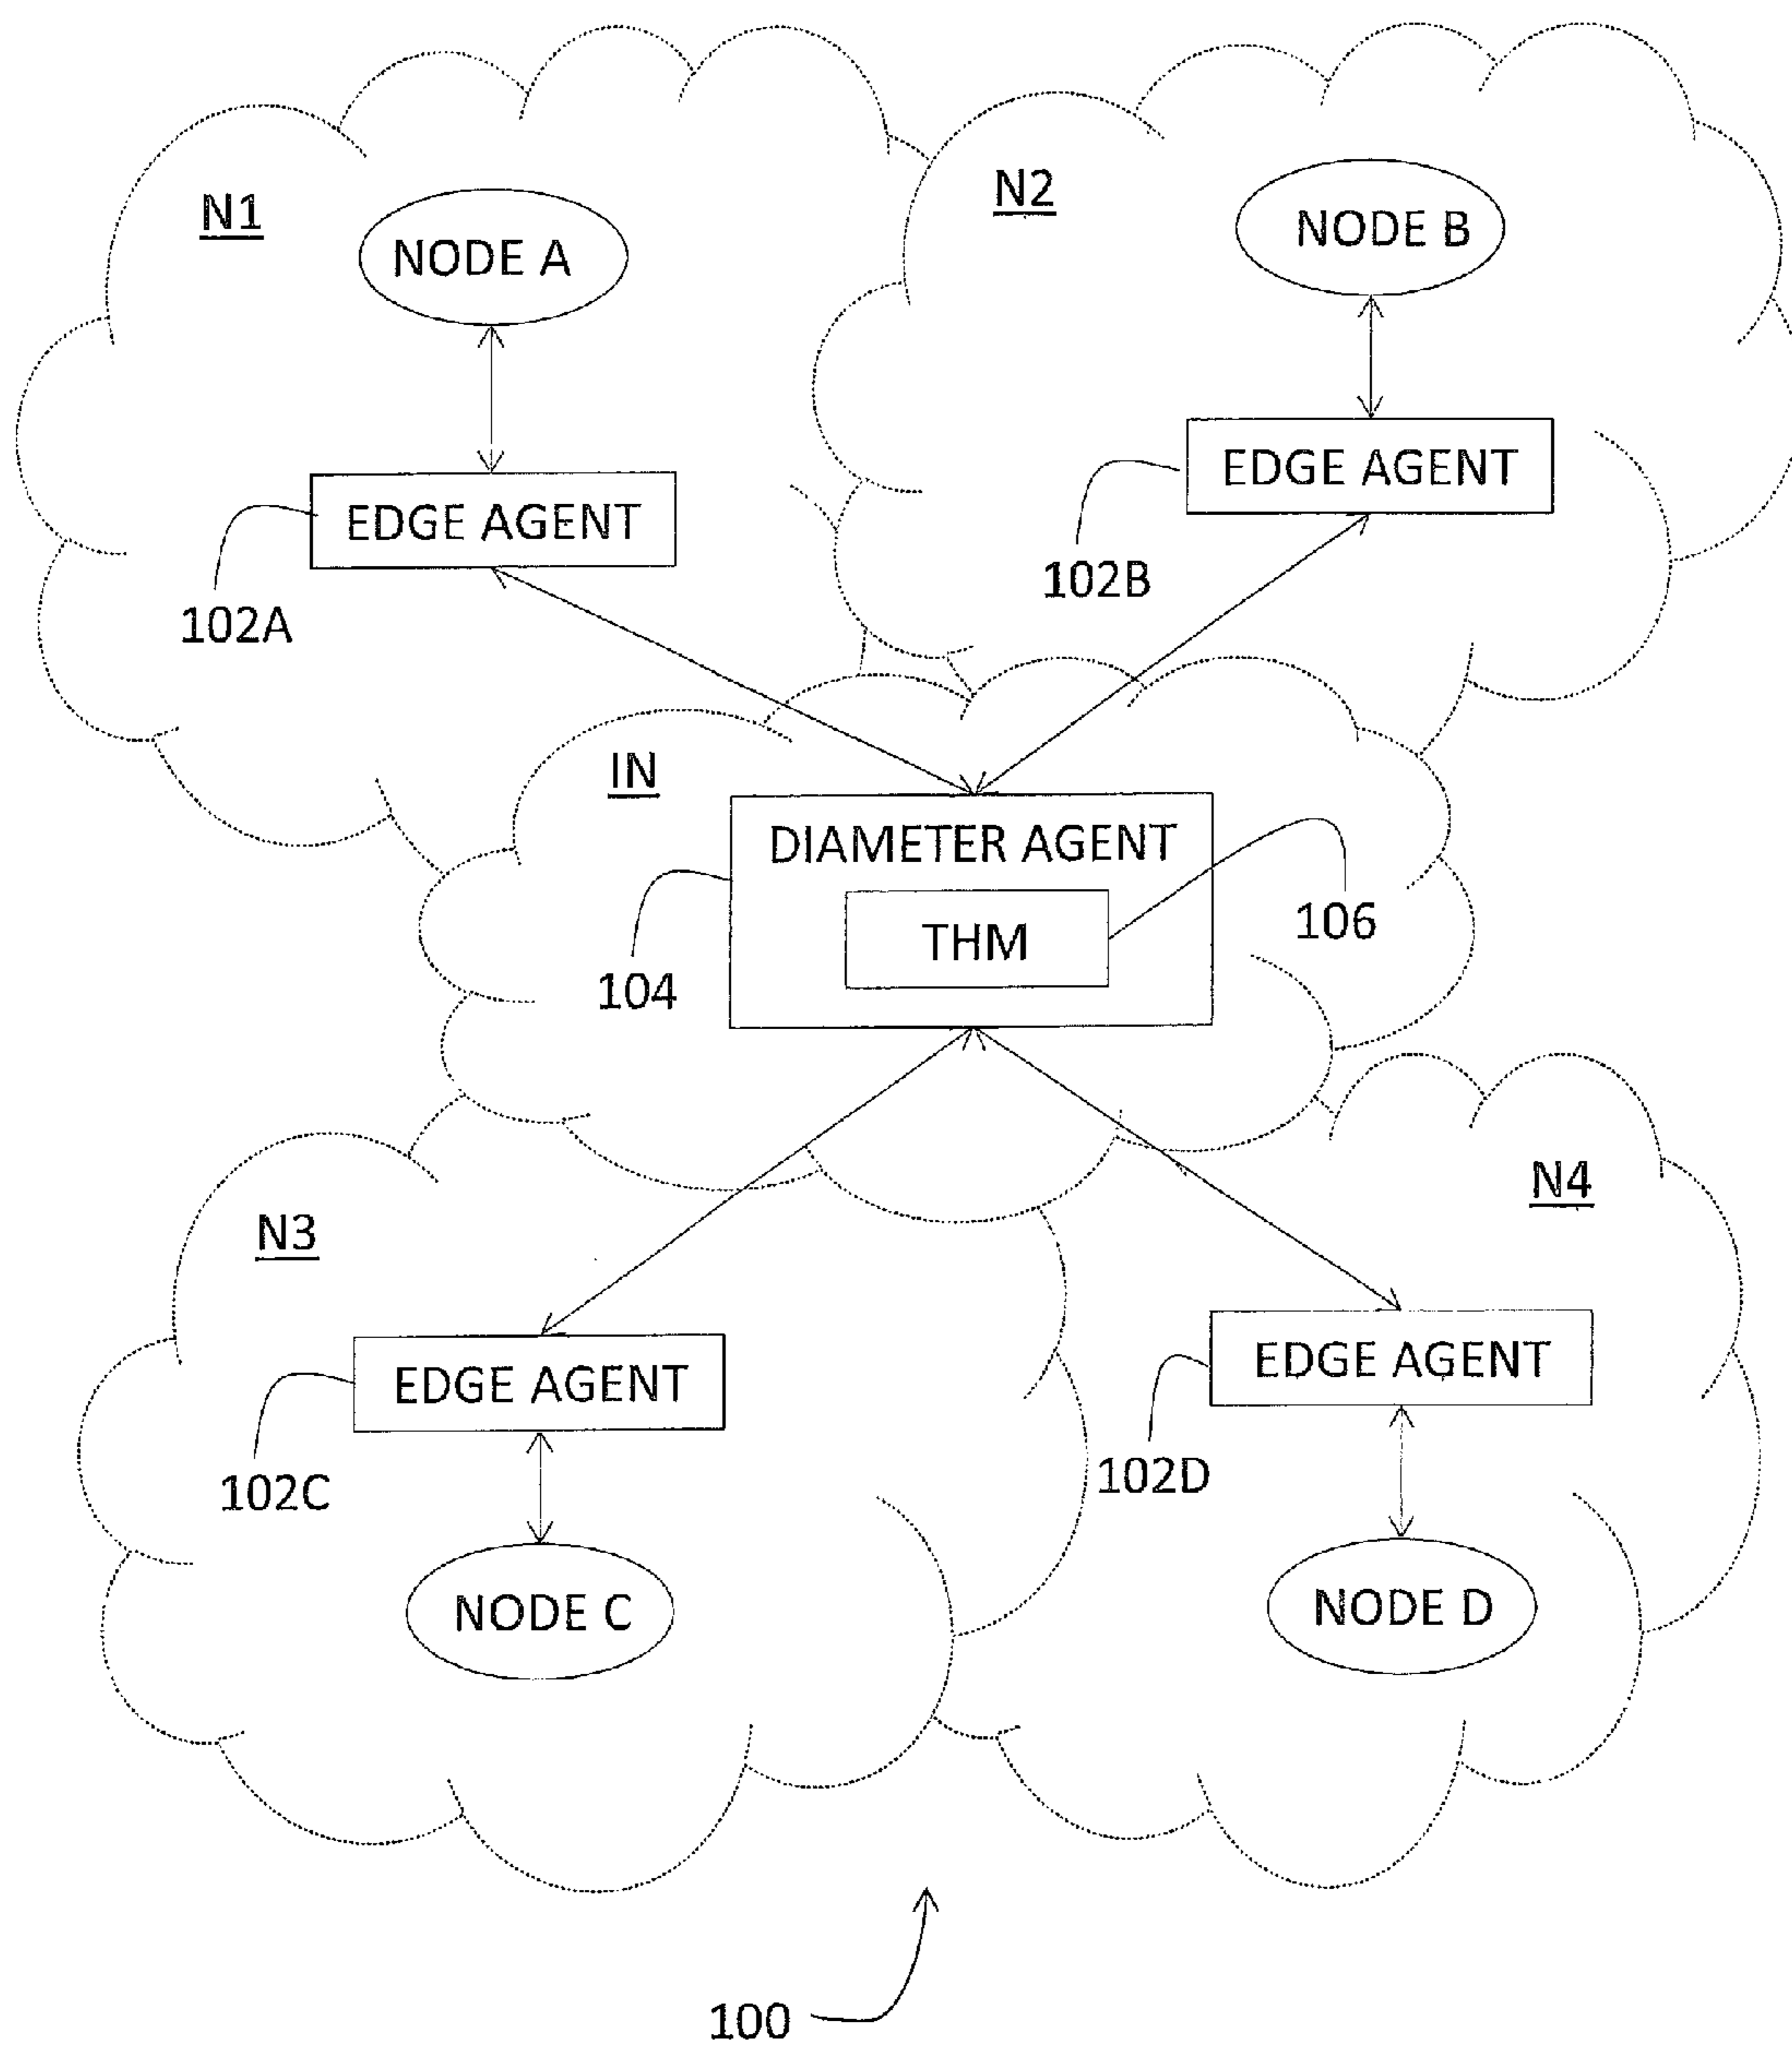 N1
NODE A
EDGE AGENT
102A
N2
NODE B
EDGE AGENT
102B
IN
DIAMETER AGENT
THM
104
106
N3
EDGE AGENT
102C
NODE C
N4
EDGE AGENT
102D
NODE D
100